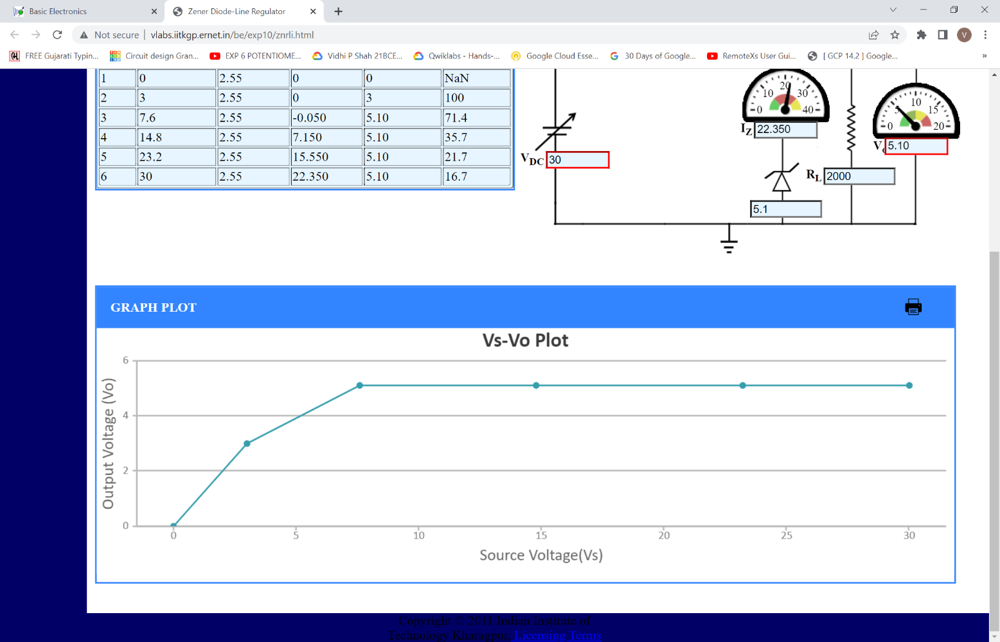 Basic Electronics
Zener Diode-Line Regulator
Not secure | vlabs.iitkgp.ernet.in/be/exp10/znrli.html
V
FREE Gujarati Typin... Circuit design Gran... EXP 6 POTENTIOME... Vidhi P Shah 21BCE... Qwiklabs - Hands-... Google Cloud Esse... 30 Days of Google... RemoteXs User Gui... [ GCP 14.2 ] Google... »
1 0 2.55 0 0 NaN
2 3 2.55 0 3 100
3 7.6 2.55 -0.050 5.10 71.4
4 14.8 2.55 7.150 5.10 35.7
5 23.2 2.55 15.550 5.10 21.7
6 30 2.55 22.350 5.10 16.7
0 10 20 30 40
IZ 22.350
0 5 10 15 20
V 5.10
VDC 30
RL 2000
5.1
GRAPH PLOT
Vs-Vo Plot
Output Voltage (Vo)
6
4
2
0
0 5 10 15 20 25 30
Source Voltage(Vs)
Copyright © 2011 Indian Institute of
Technology Kharagpur. Licensing Terms